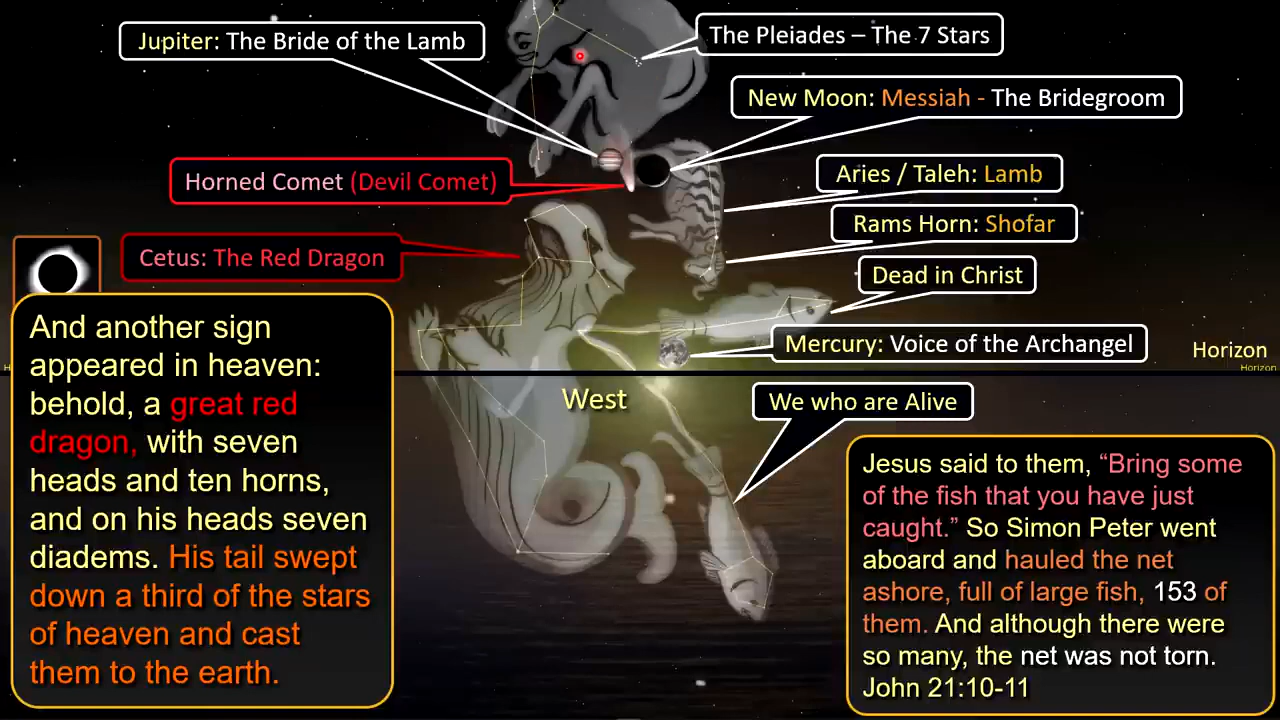 Jupiter: The Bride of the Lamb
The Pleiades – The 7 Stars
New Moon: Messiah - The Bridegroom
Horned Comet (Devil Comet)
Aries / Taleh: Lamb
Rams Horn: Shofar
Cetus: The Red Dragon
Dead in Christ
Mercury: Voice of the Archangel
Horizon
Horizon
West
We who are Alive
And another sign
appeared in heaven:
behold, a great red
dragon, with seven
heads and ten horns,
and on his heads seven
diadems. His tail swept
down a third of the stars
of heaven and cast
them to the earth.
Jesus said to them, “Bring some
of the fish that you have just
caught.” So Simon Peter went
aboard and hauled the net
ashore, full of large fish, 153 of
them. And although there were
so many, the net was not torn.
John 21:10-11